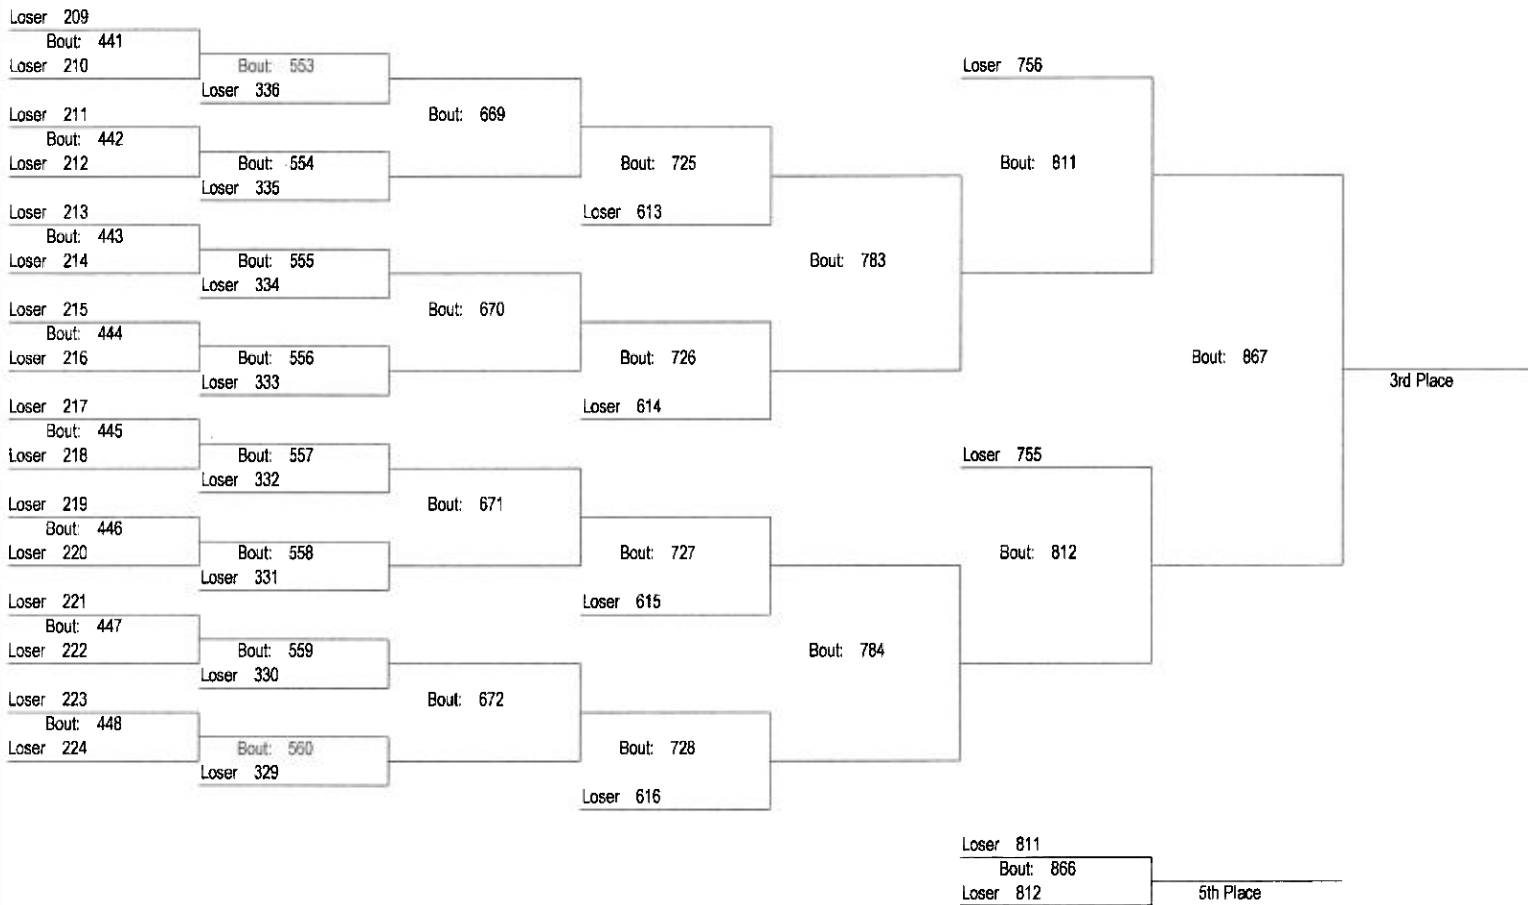 Loser 209
Bout: 441
Loser 210
Bout: 553
Loser 336
Loser 211
Bout: 442
Loser 212
Bout: 554
Loser 335
Loser 213
Bout: 443
Loser 214
Bout: 555
Loser 334
Loser 215
Bout: 444
Loser 216
Bout: 556
Loser 333
Loser 217
Bout: 445
Loser 218
Bout: 557
Loser 332
Loser 219
Bout: 446
Loser 220
Bout: 558
Loser 331
Loser 221
Bout: 447
Loser 222
Bout: 559
Loser 330
Loser 223
Bout: 448
Loser 224
Bout: 560
Loser 329
Bout: 669
Bout: 670
Bout: 671
Bout: 672
Bout: 725
Loser 613
Bout: 726
Loser 614
Bout: 727
Loser 615
Bout: 728
Loser 616
Bout: 783
Bout: 784
Loser 756
Bout: 811
Loser 755
Bout: 812
Bout: 867
3rd Place
Loser 811
Bout: 866
Loser 812
5th Place